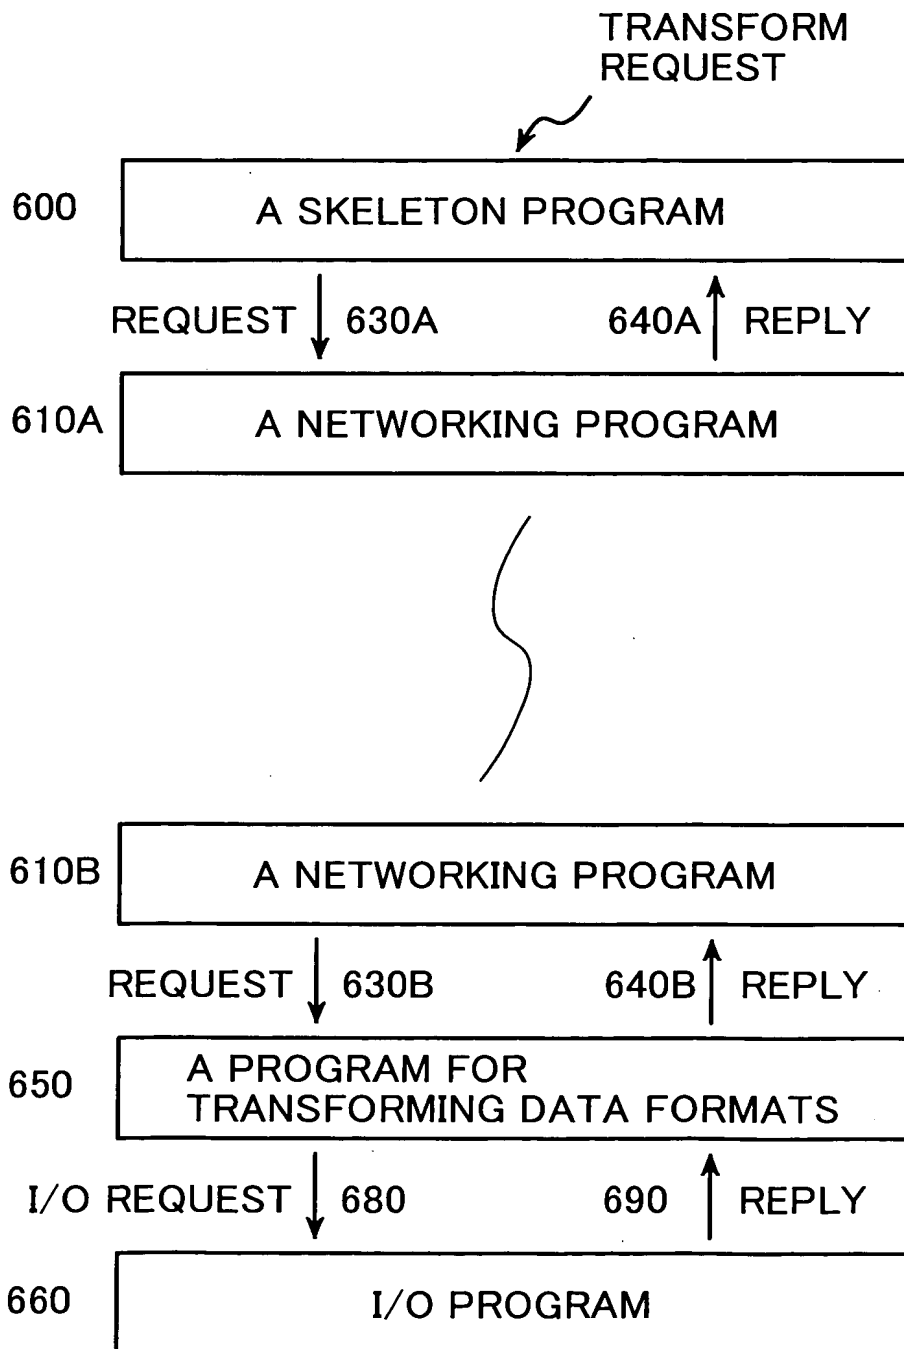 TRANSFORM
REQUEST
600
A SKELETON PROGRAM
REQUEST
630A
640A
REPLY
610A
A NETWORKING PROGRAM
610B
A NETWORKING PROGRAM
REQUEST
630B
640B
REPLY
650
A PROGRAM FOR
TRANSFORMING DATA FORMATS
I/O REQUEST
680
690
REPLY
660
I/O PROGRAM